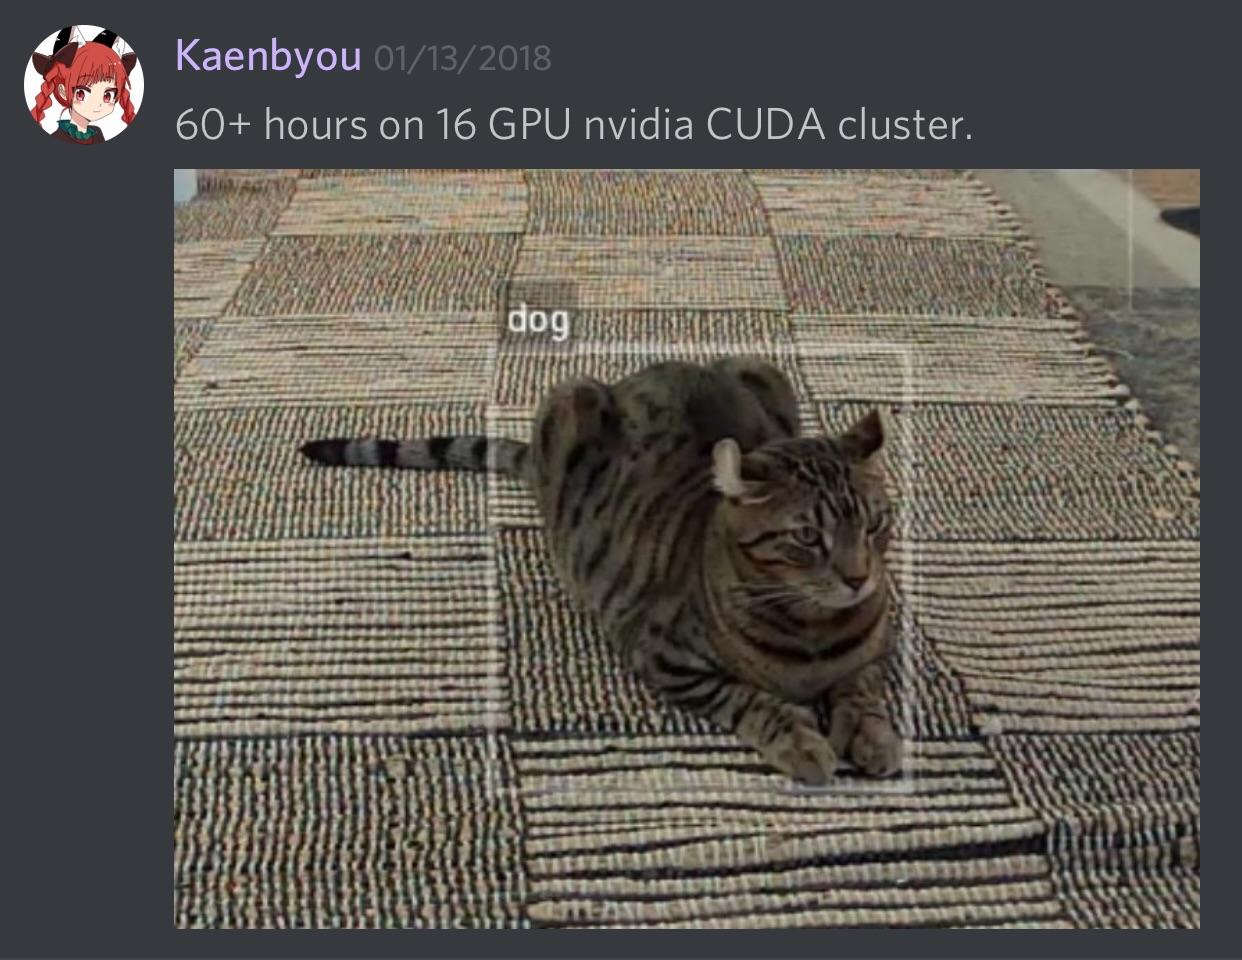 Kaenbyou 01/13/2018
60+ hours on 16 GPU nvidia CUDA cluster.
dog